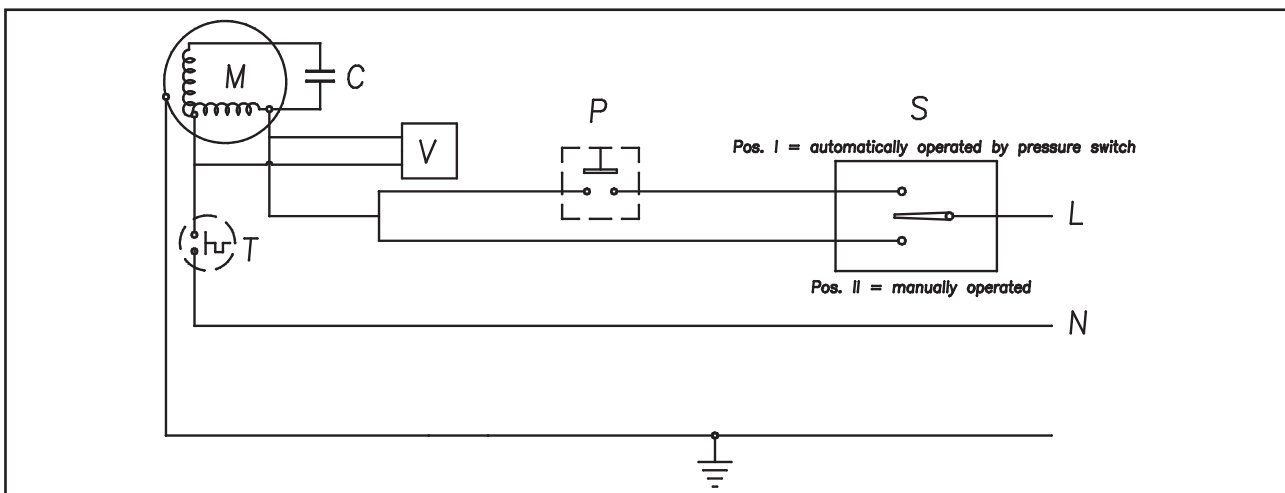 M
C
P
S
Pos. I = automatically operated by pressure switch
V
L
T
Pos. II = manually operated
N